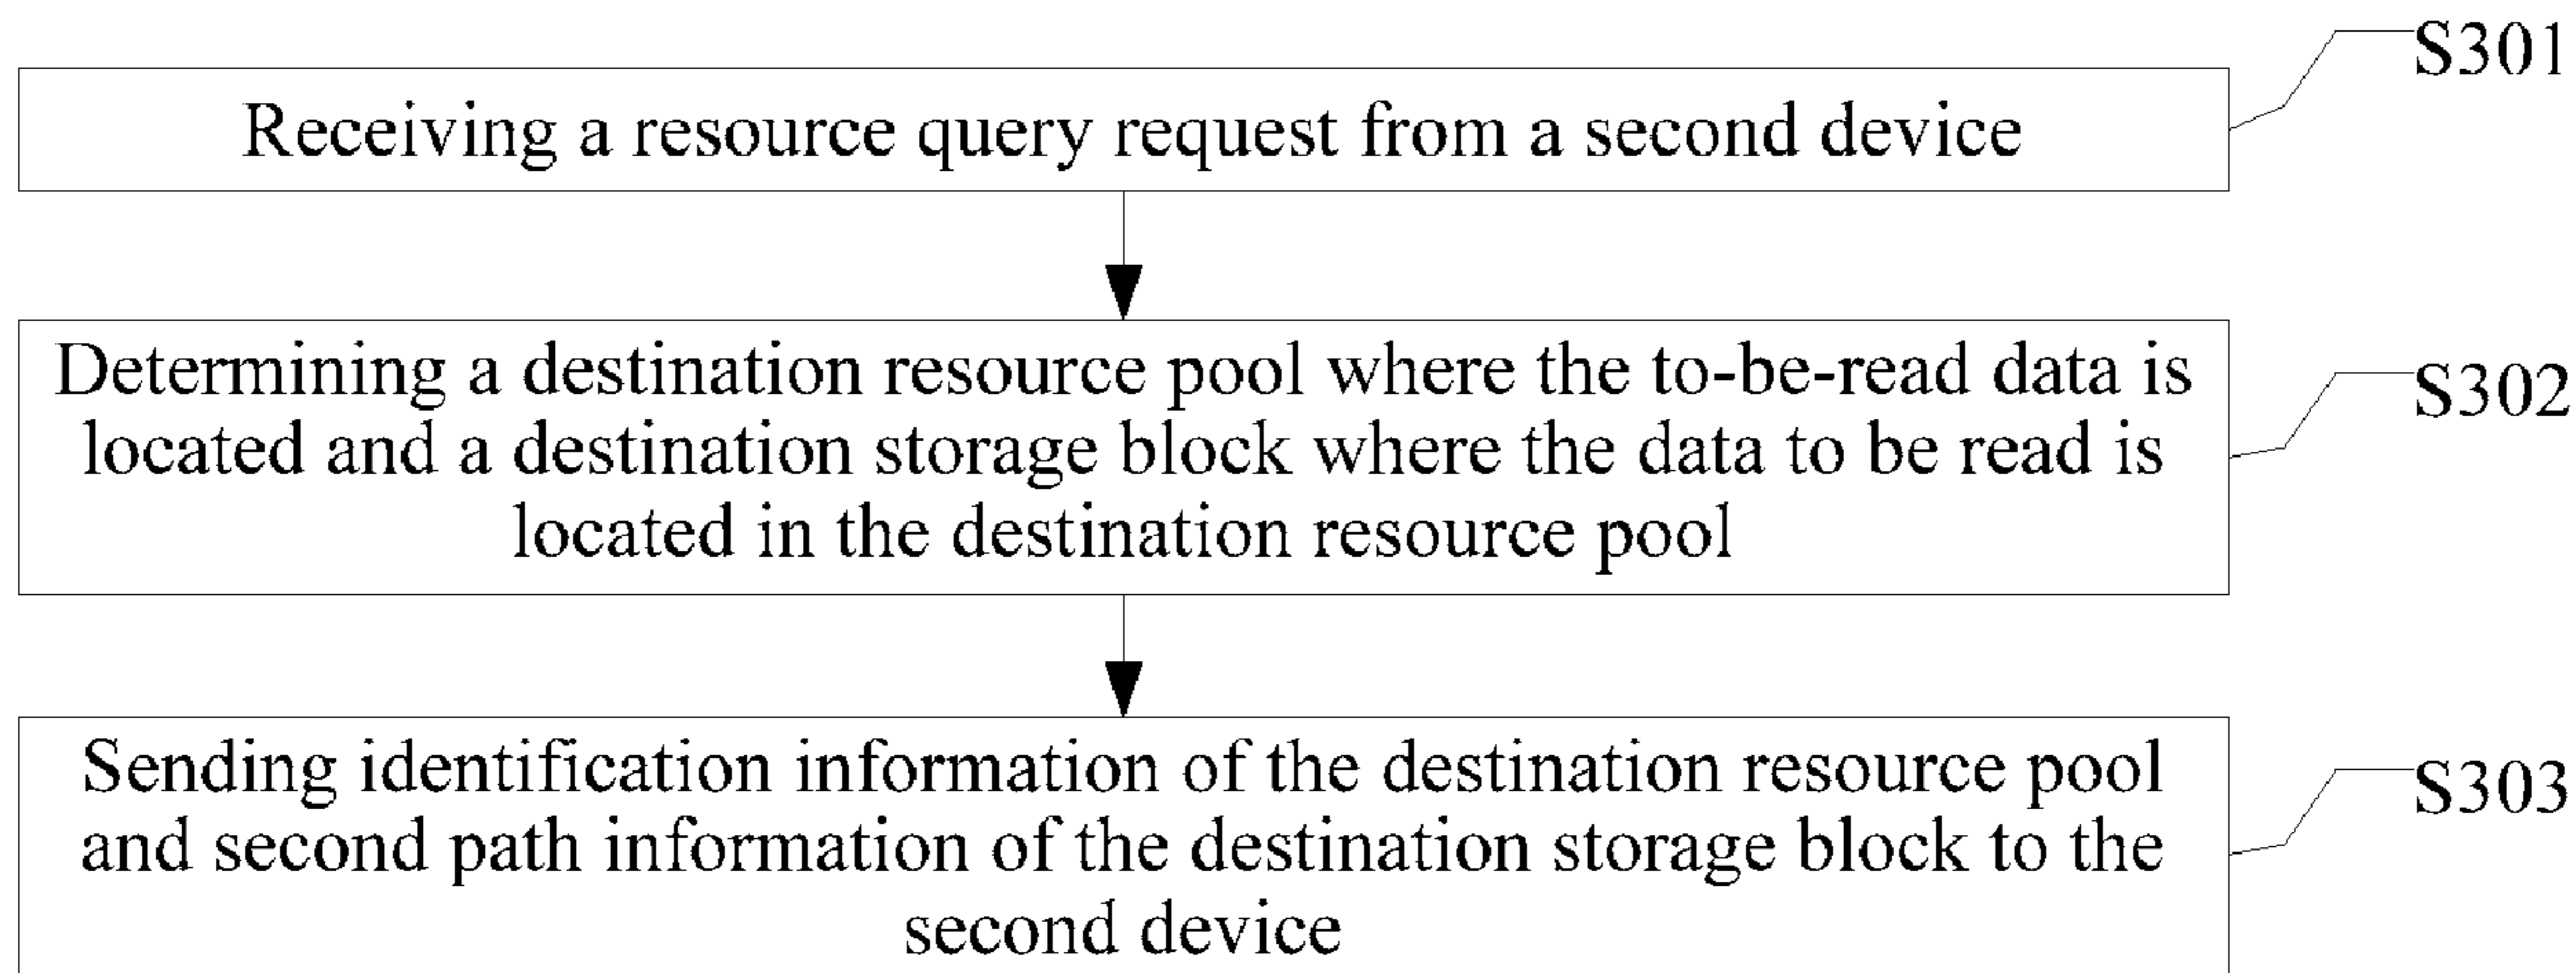 S301
Receiving a resource query request from a second device
Determining a destination resource pool where the to-be-read data is
located and a destination storage block where the data to be read is
located in the destination resource pool
S302
Sending identification information of the destination resource pool
and second path information of the destination storage block to the
second device
S303